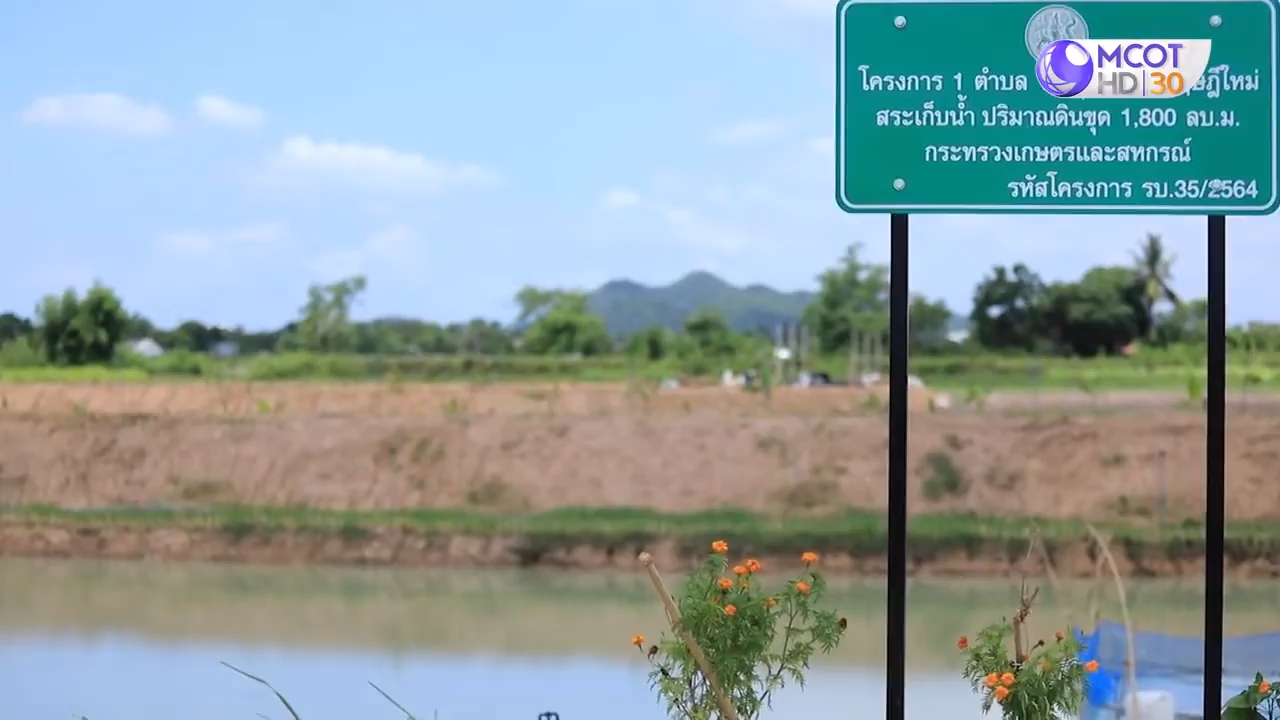 MCOT
HD 30
โครงการ 1 ตำบล ษฎีใหม่
สระเก็บน้ำ ปริมาณดินขุด 1,800 ลบ.ม.
กระทรวงเกษตรและสหกรณ์
รหัสโครงการ รบ.35/2564